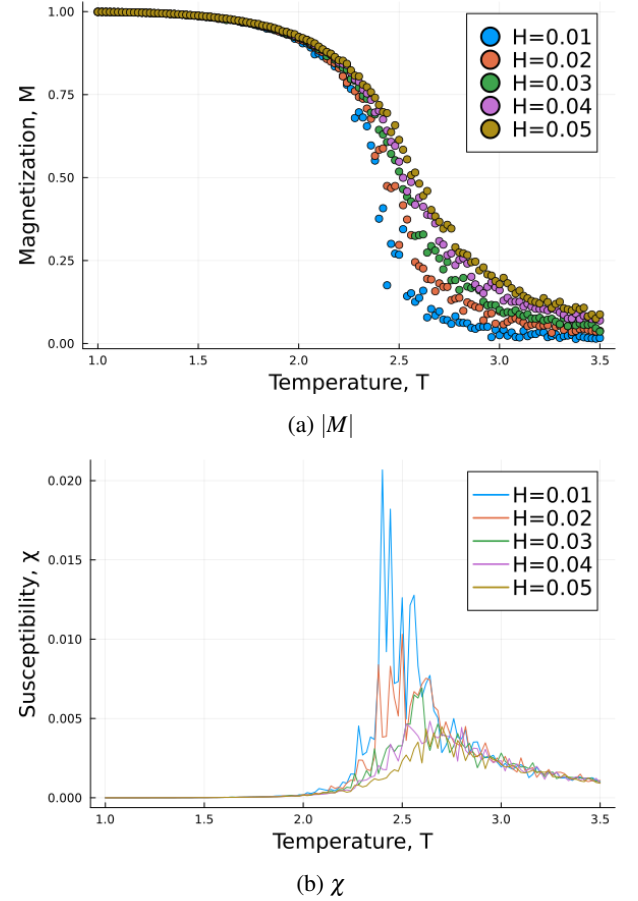 1.00
0.75
0.50
0.25
0.00
Magnetization, M
H=0.01
H=0.02
H=0.03
H=0.04
H=0.05
1.0 1.5 2.0 2.5 3.0 3.5
Temperature, T
(a) |M|
0.020
0.015
0.010
0.005
0.000
Susceptibility, χ
H=0.01
H=0.02
H=0.03
H=0.04
H=0.05
1.0 1.5 2.0 2.5 3.0 3.5
Temperature, T
(b) χ